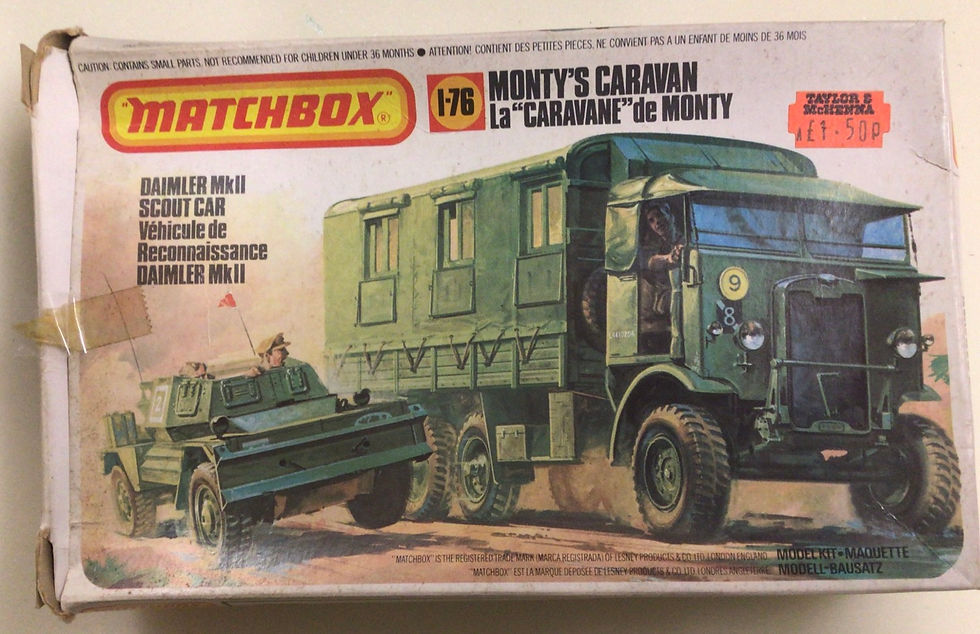 CAUTION: CONTAINS SMALL PARTS. NOT RECOMMENDED FOR CHILDREN UNDER 36 MONTHS ● ATTENTION! CONTIENT DES PETITES PIECES. NE CONVIENT PAS A UN ENFANT DE MOINS DE 36 MOIS
"MATCHBOX"®
1-76
MONTY'S CARAVAN
La "CARAVANE" de MONTY
TAYLOR &
McKENNA
£1.50p
DAIMLER MkII
SCOUT CAR
Véhicule de
Reconnaissance
DAIMLER MkII
9
8
"MATCHBOX" IS THE REGISTERED TRADE MARK (MARCA REGISTRADA) OF LESNEY PRODUCTS & CO. LTD. LONDON ENGLAND
"MATCHBOX" EST LA MARQUE DEPOSÉE DE LESNEY PRODUCTS & CO. LTD. LONDRES ANGLETERRE
MODEL KIT • MAQUETTE
MODELL-BAUSATZ